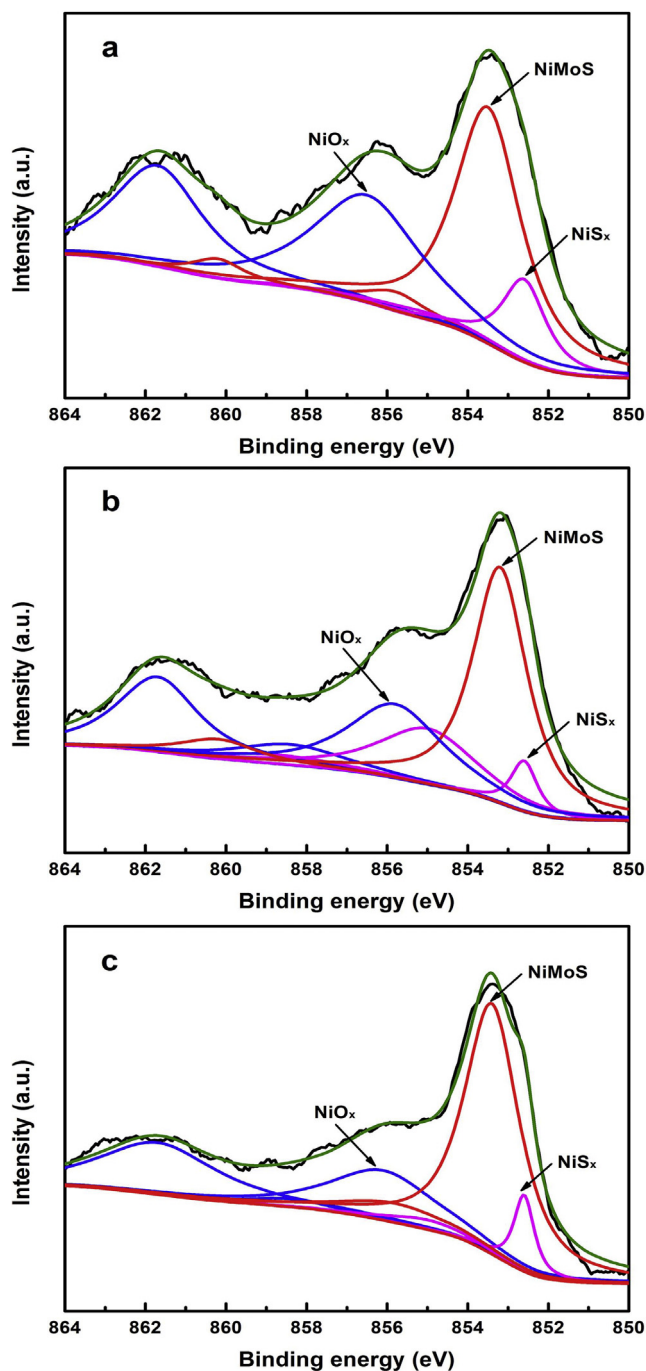 a
NiMoS
NiOₓ
NiSₓ
Intensity (a.u.)
864 862 860 858 856 854 852 850
Binding energy (eV)
b
NiMoS
NiOₓ
NiSₓ
Intensity (a.u.)
864 862 860 858 856 854 852 850
Binding energy (eV)
c
NiMoS
NiOₓ
NiSₓ
Intensity (a.u.)
864 862 860 858 856 854 852 850
Binding energy (eV)